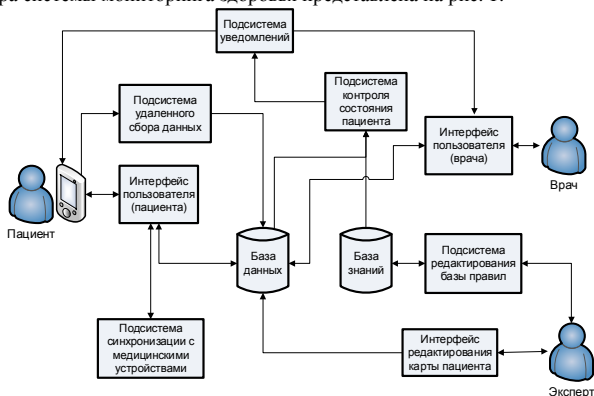 ра системы мониторинга здоровья представлена на рис. 1.
Подсистема
уведомлений
Подсистема
контроля
состояния
пациента
Подсистема
удаленного
сбора данных
Интерфейс
пользователя
(врача)
Врач
Интерфейс
пользователя
(пациента)
Пациент
База
данных
База
знаний
Подсистема
редактирования
базы правил
Подсистема
синхронизации с
медицинскими
устройствами
Интерфейс
редактирования
карты пациента
Эксперт